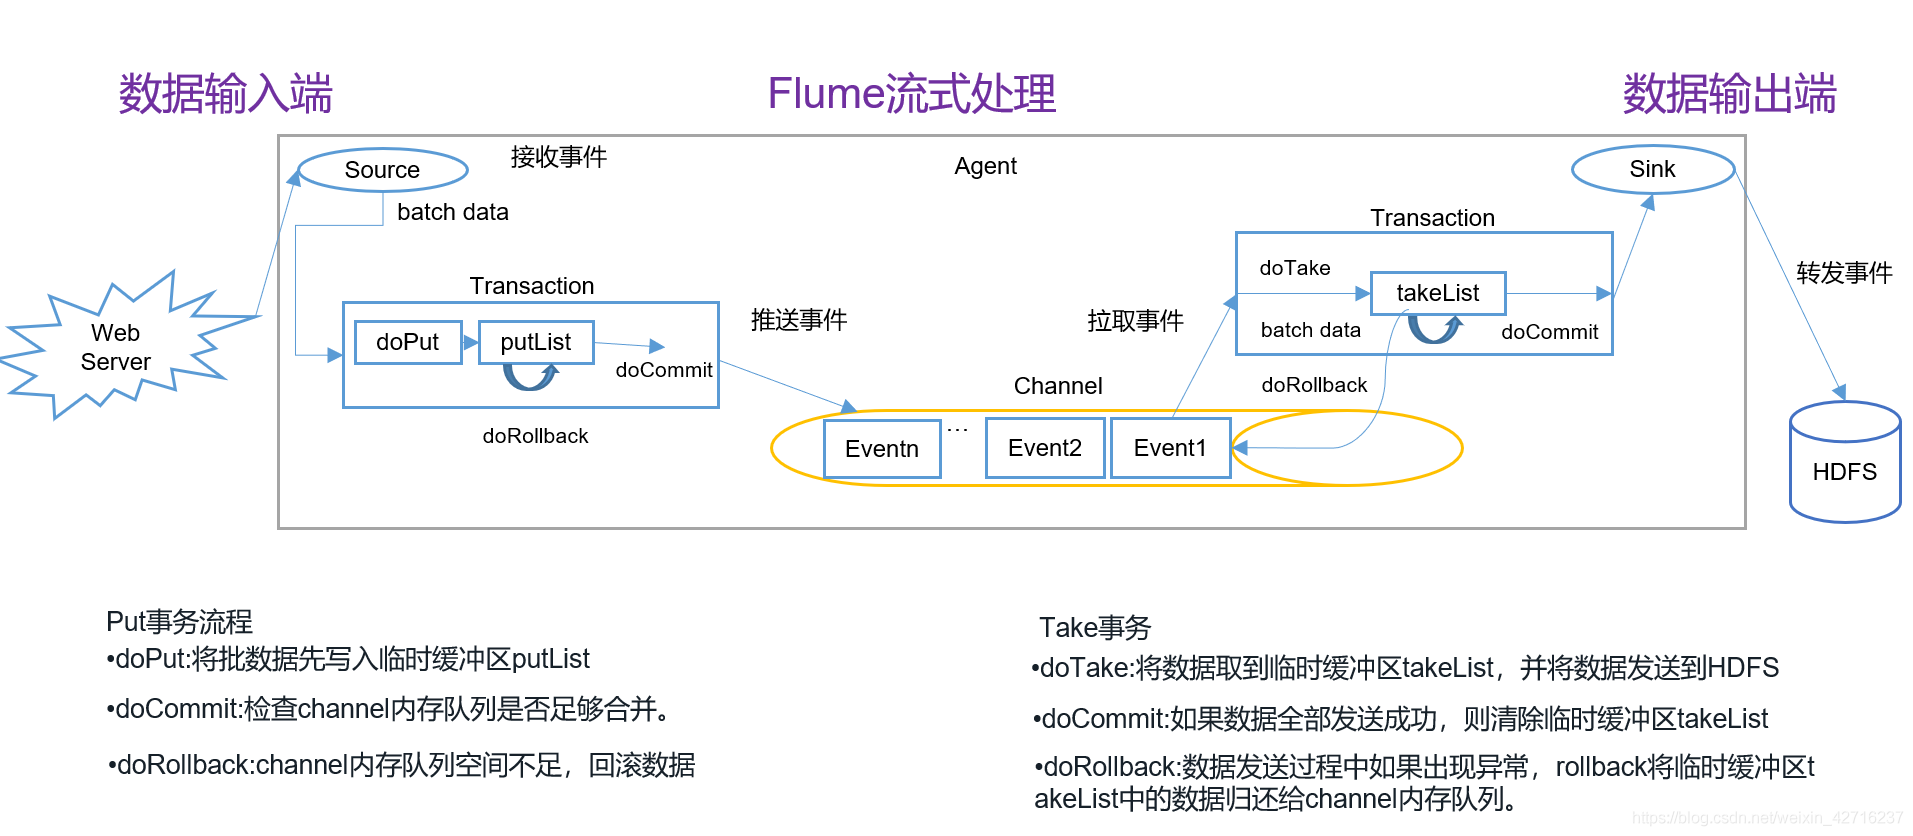 数据输入端
Flume流式处理
数据输出端
Source
接收事件
Agent
Sink
batch data
Transaction
doTake
takeList
batch data
doCommit
转发事件
Web
Server
Transaction
doPut
putList
doCommit
推送事件
拉取事件
doRollback
Channel
doRollback
Eventn
...
Event2
Event1
HDFS
Put事务流程
•doPut:将批数据先写入临时缓冲区putList
•doCommit:检查channel内存队列是否足够合并。
•doRollback:channel内存队列空间不足，回滚数据
Take事务
•doTake:将数据取到临时缓冲区takeList，并将数据发送到HDFS
•doCommit:如果数据全部发送成功，则清除临时缓冲区takeList
•doRollback:数据发送过程中如果出现异常，rollback将临时缓冲区t
akeList中的数据归还给channel内存队列。
https://blog.csdn.net/weixin_42716237